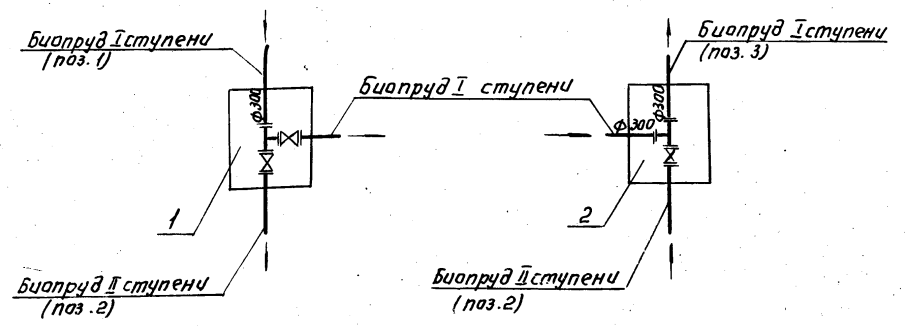 Биопруд I ступени
(поз. 1)
Биопруд I ступени
(поз. 3)
Биопруд I ступени
ф300
ф300
ф300
1
2
Биопруд II ступени
(поз. 2)
Биопруд II ступени
(поз. 2)